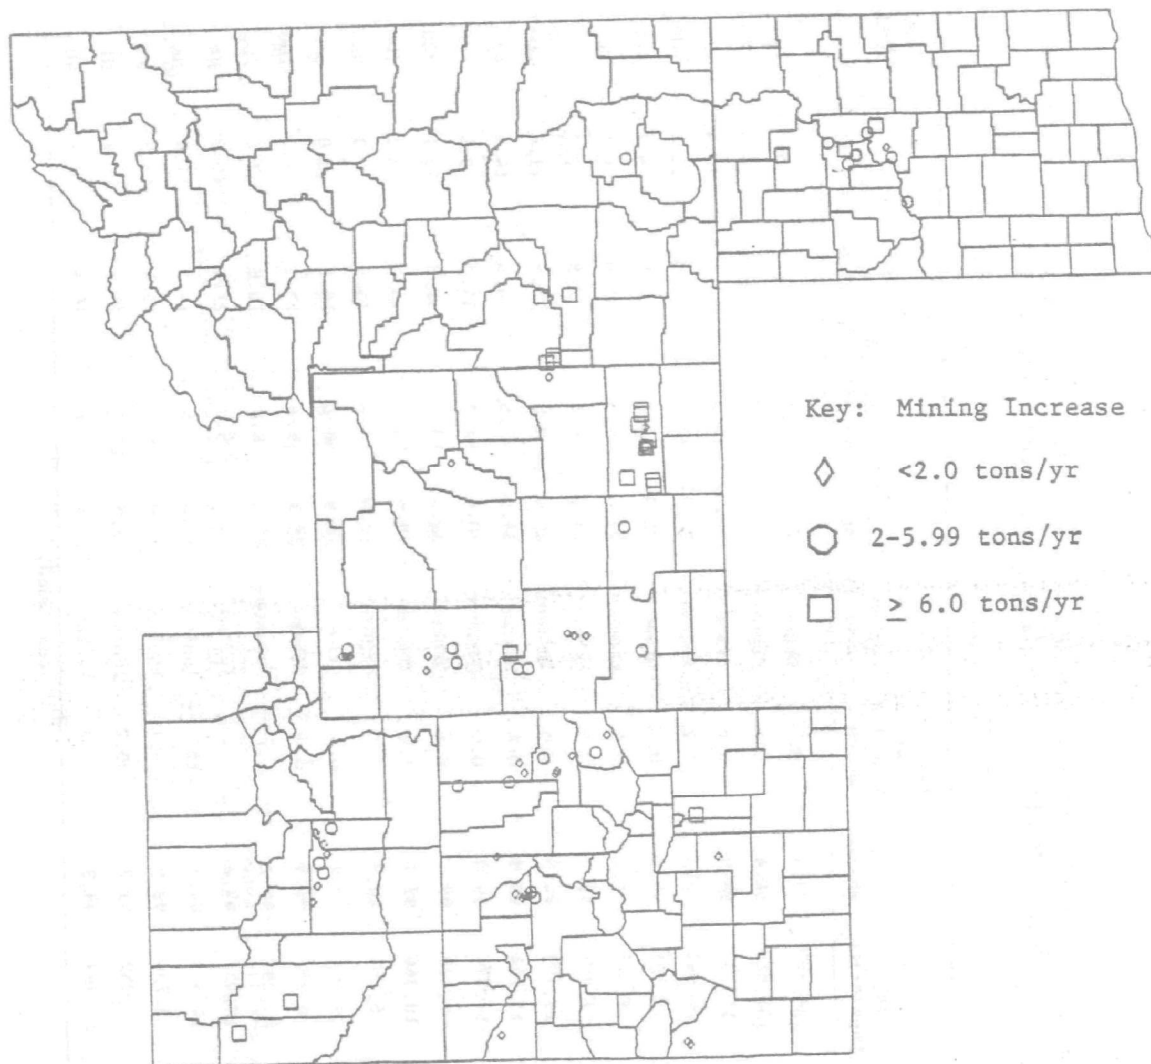 Key: Mining Increase
<2.0 tons/yr
2-5.99 tons/yr
≥ 6.0 tons/yr